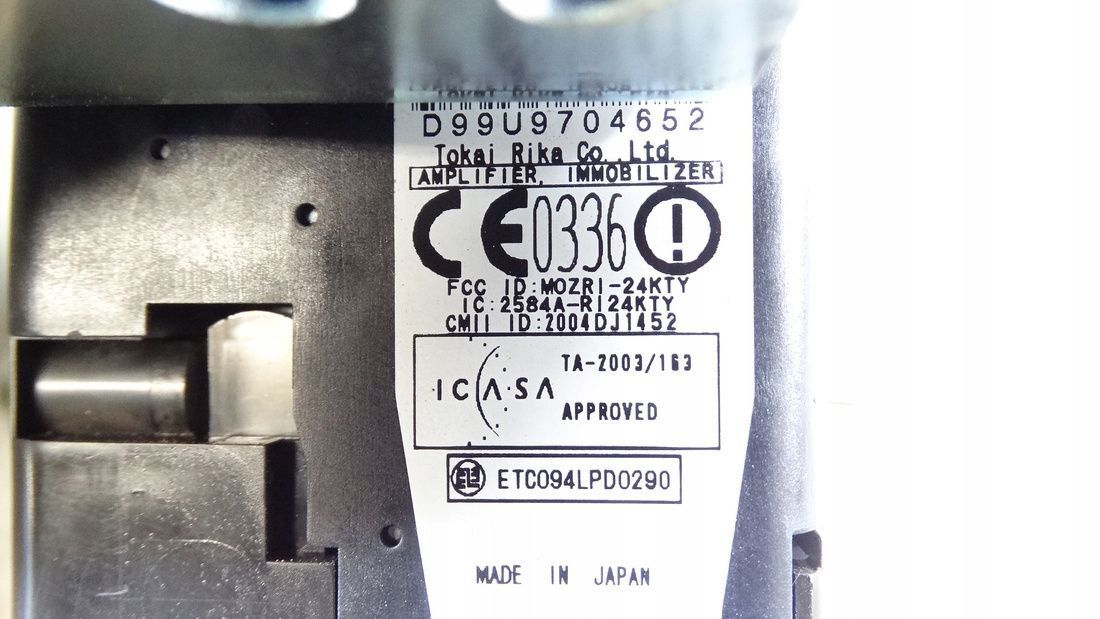 D99U9704652
Tokai Rika Co.,Ltd.
AMPLIFIER, IMMOBILIZER
CE0336
FCC ID:MOZRI-24KTY
IC:2584A-RI24KTY
CMII ID:2004DJ1452
ICASA
TA-2003/163
APPROVED
ETC094LPD0290
MADE IN JAPAN